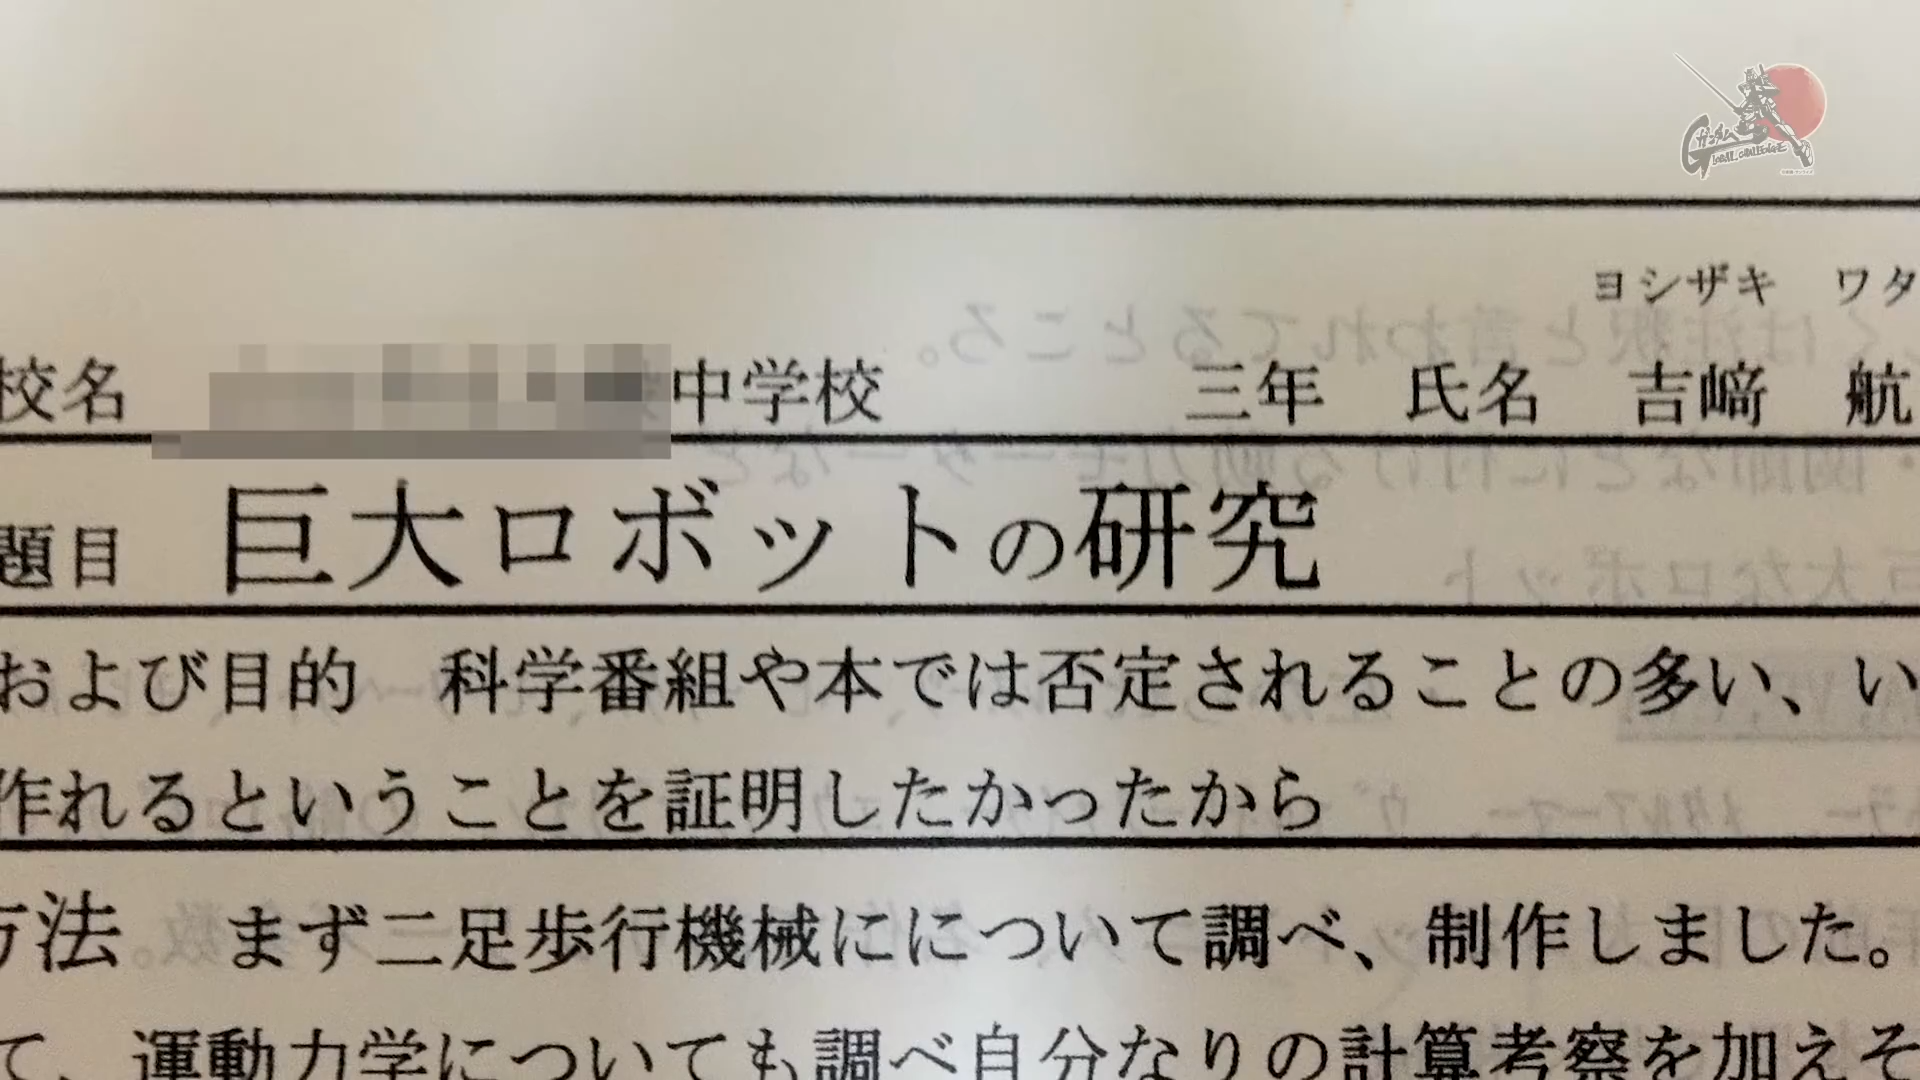 ガンダム
GLOBAL CHALLENGE
ヨシザキ ワタ
校名 中学校 三年 氏名 吉﨑 航
題目 巨大ロボットの研究
および目的 科学番組や本では否定されることの多い、い
作れるということを証明したかったから
方法 まず二足歩行機械にについて調べ、制作しました。
て、運動力学についても調べ自分なりの計算考察を加えそ